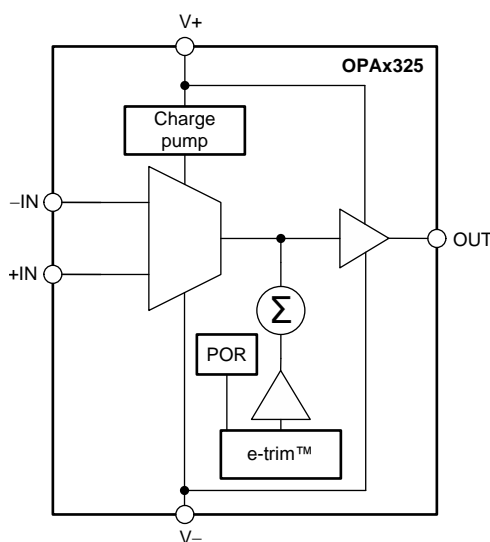 V+
OPAx325
Charge
pump
−IN
+IN
OUT
Σ
POR
e-trim™
V−